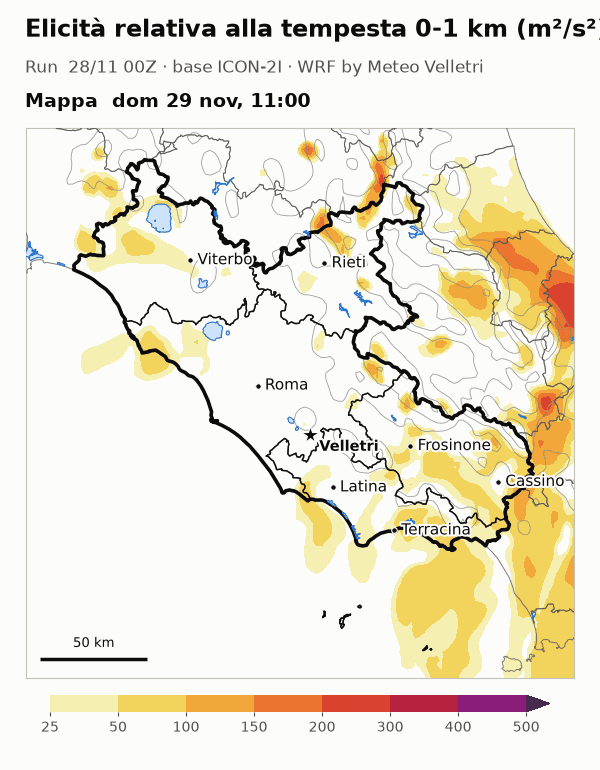 Elicità relativa alla tempesta 0-1 km (m²/s²)
Run 28/11 00Z · base ICON-2I · WRF by Meteo Velletri
Mappa dom 29 nov, 11:00
Viterbo
Rieti
Roma
Velletri
Frosinone
Cassino
Latina
Terracina
50 km
25 50 100 150 200 300 400 500